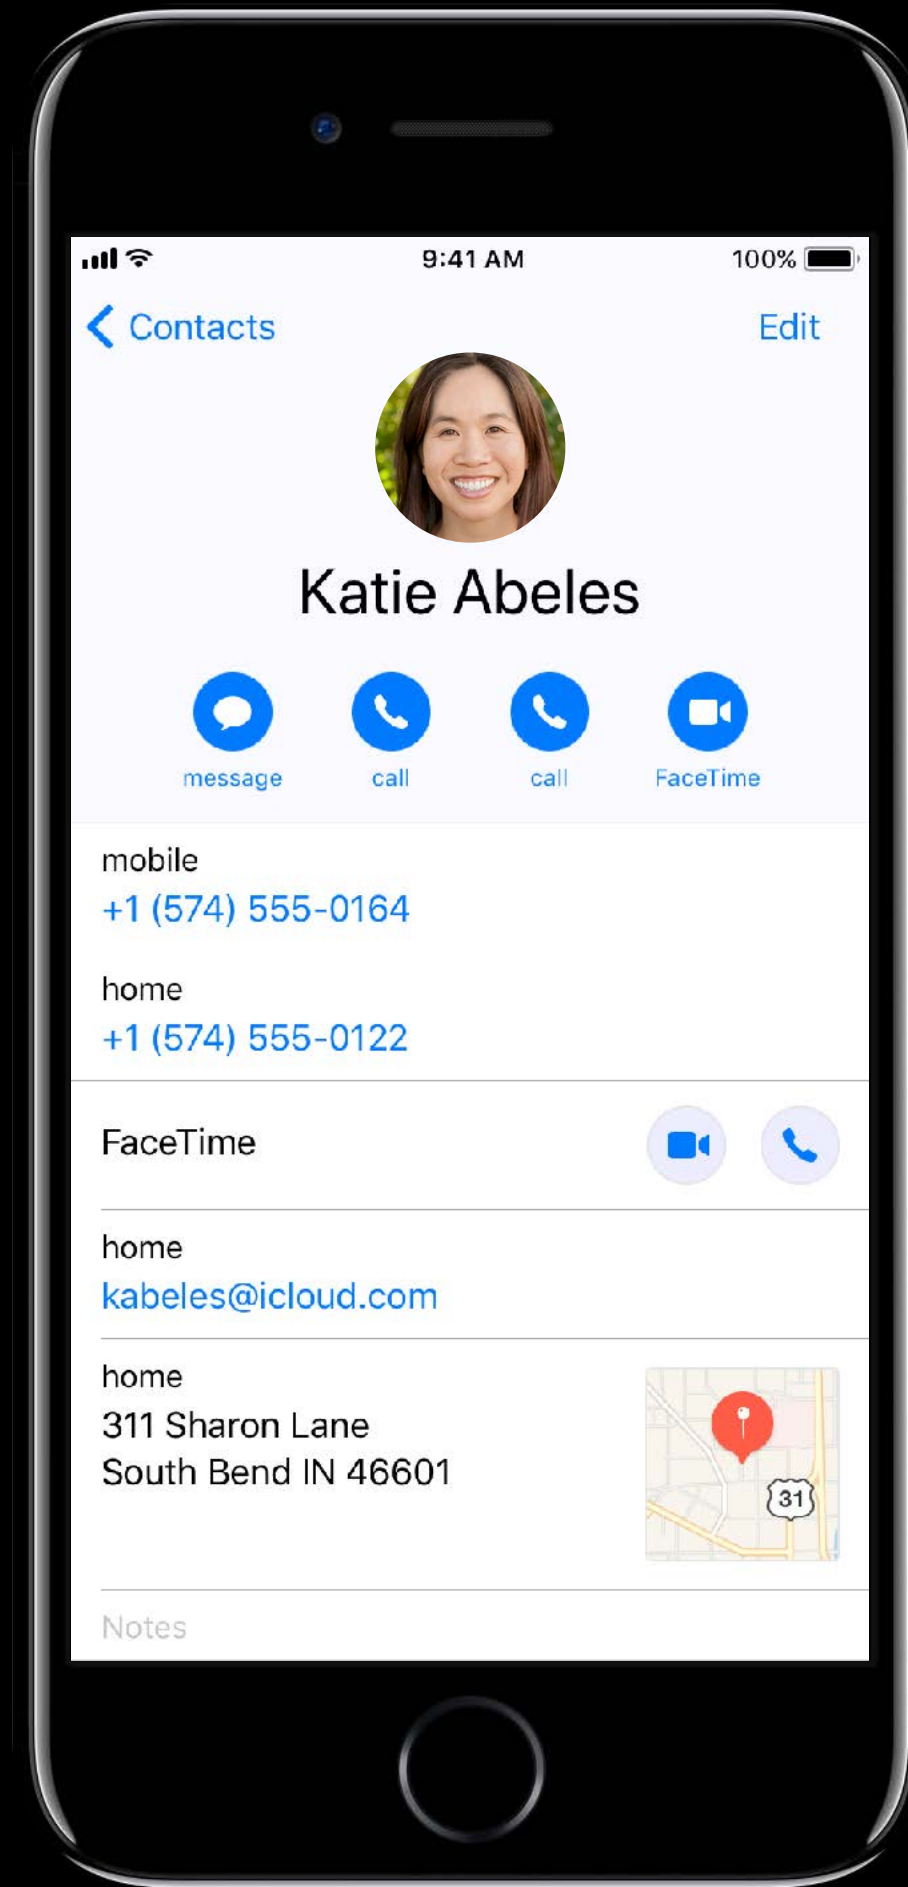 9:41 AM 100%
Contacts Edit
Katie Abeles
message call call FaceTime
mobile
+1 (574) 555-0164
home
+1 (574) 555-0122
FaceTime
home
kabeles@icloud.com
home
311 Sharon Lane
South Bend IN 46601
31
Notes